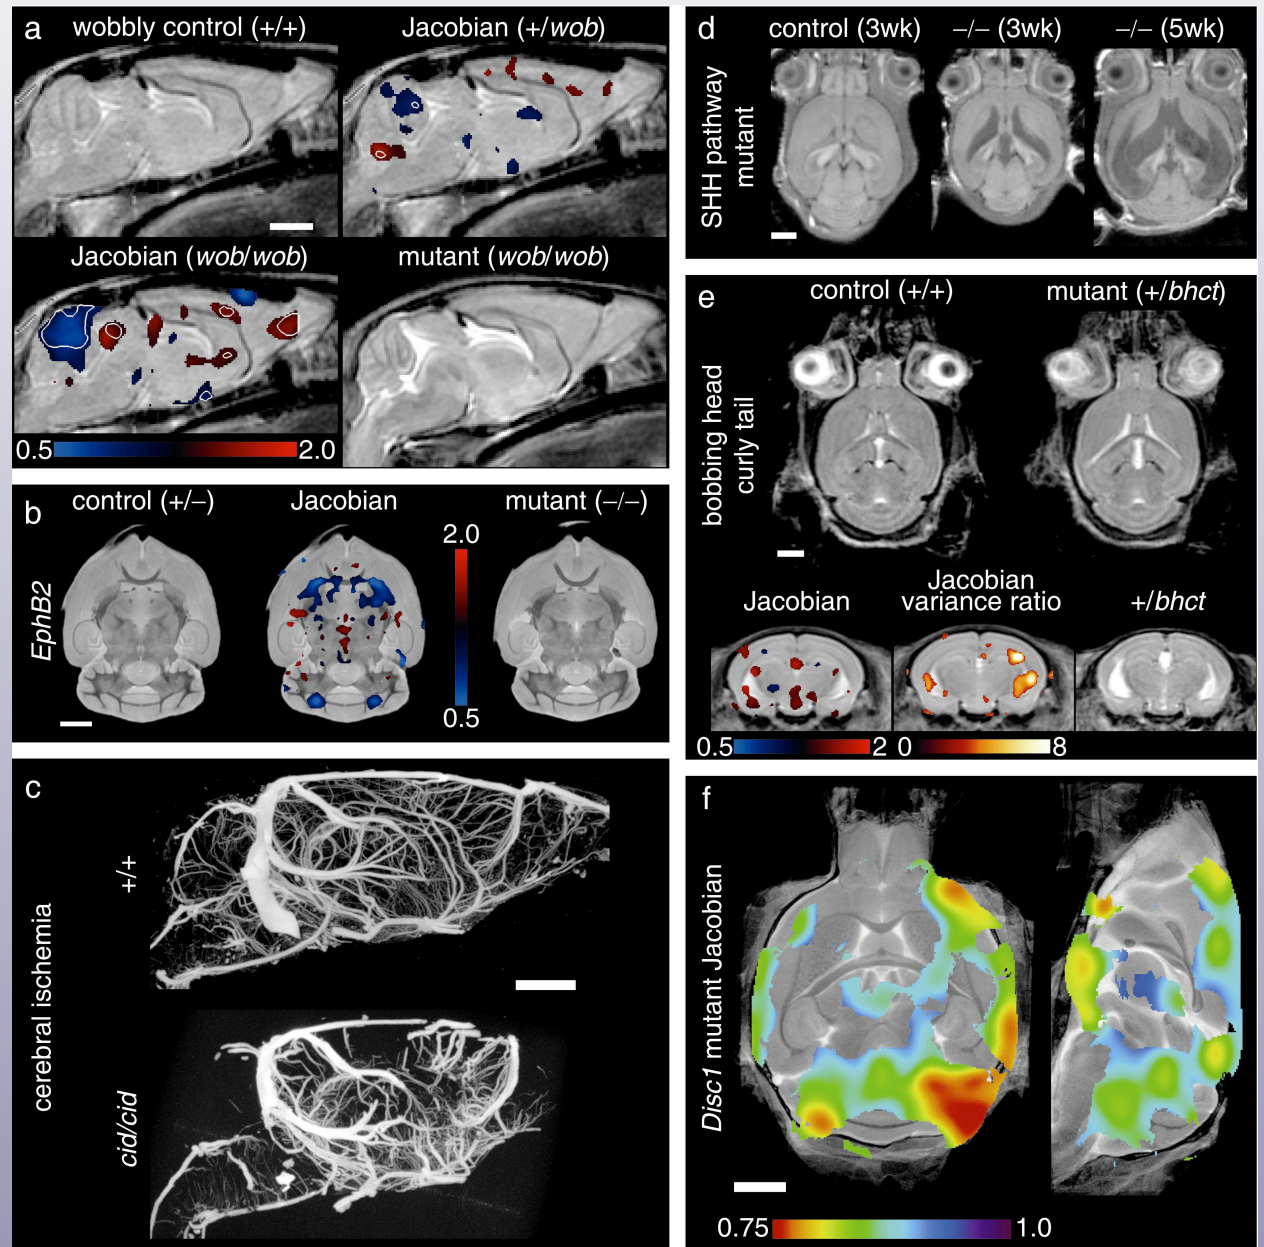 a
wobbly control (+/+)
Jacobian (+/wob)
Jacobian (wob/wob)
mutant (wob/wob)
0.5
2.0
b
control (+/−)
Jacobian
mutant (−/−)
EphB2
2.0
0.5
c
cerebral ischemia
+/+
cid/cid
d
control (3wk)
−/− (3wk)
−/− (5wk)
SHH pathway
mutant
e
control (+/+)
mutant (+/bhct)
bobbing head
curly tail
Jacobian
Jacobian
variance ratio
+/bhct
0.5
2
0
8
f
Disc1 mutant Jacobian
0.75
1.0